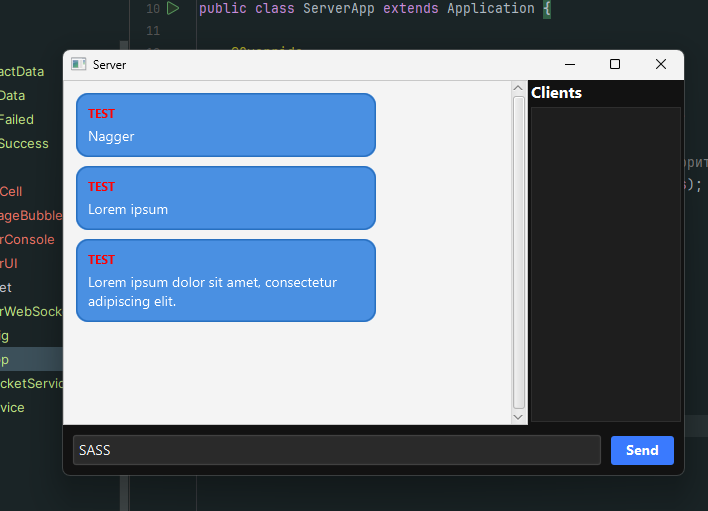 10 public class ServerApp extends Application {
11
Server
actData
Data
Failed
Success
Cell
ageBubble
rConsole
rUI
et
rWebSock
ig
pp
cketServic
vice
TEST
Nagger
TEST
Lorem ipsum
TEST
Lorem ipsum dolor sit amet, consectetur
adipiscing elit.
Clients
орит
s);
SASS
Send